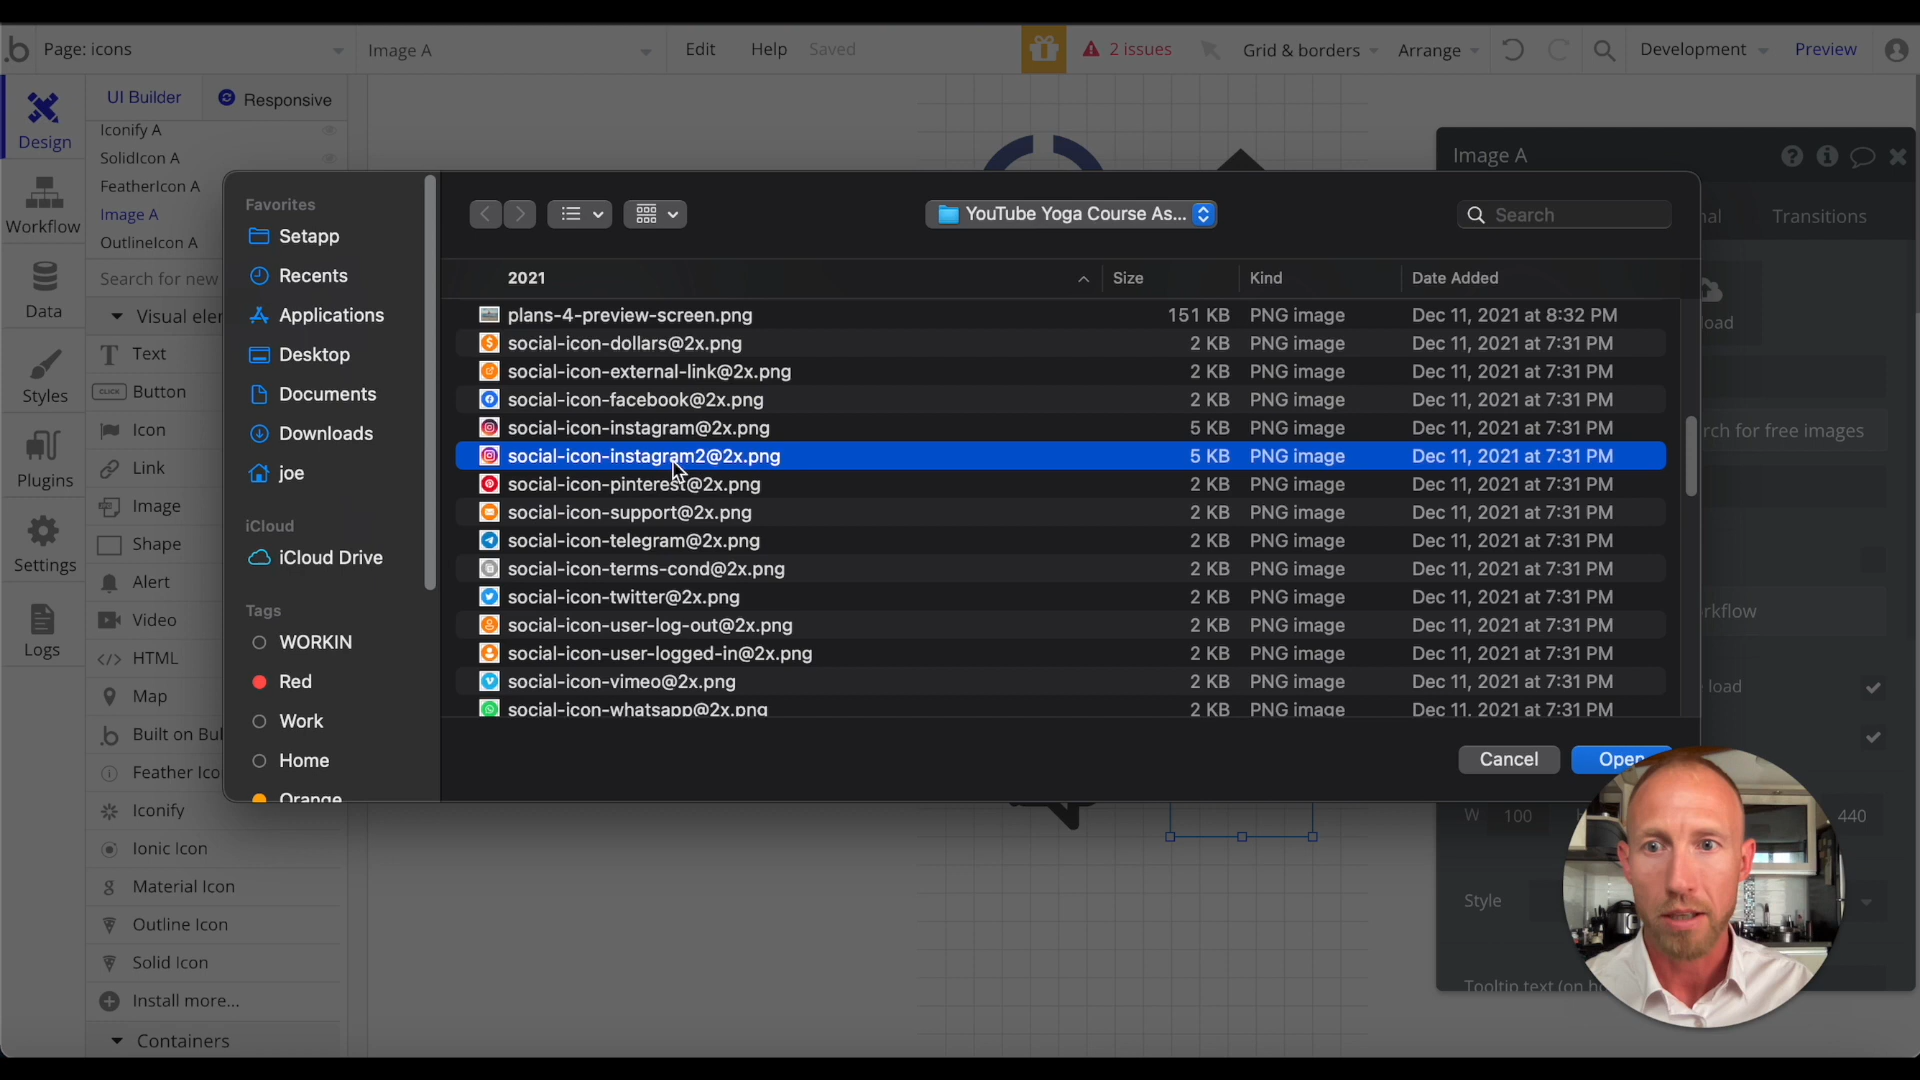 Page: icons
Image A
Edit
Help
Saved
2 issues
Grid & borders
Arrange
Development
Preview
UI Builder
Responsive
Design
Workflow
Data
Styles
Plugins
Settings
Logs
Iconify A
SolidIcon A
FeatherIcon A
Image A
OutlineIcon A
Search for new
Visual eler
Text
CLICK Button
Icon
Link
Image
Shape
Alert
Video
HTML
Map
Built on Bul
Feather Ico
Iconify
Ionic Icon
Material Icon
Outline Icon
Solid Icon
Install more...
Containers
Favorites
Setapp
Recents
Applications
Desktop
Documents
Downloads
joe
iCloud
iCloud Drive
Tags
WORKIN
Red
Work
Home
Orange
YouTube Yoga Course As...
Search
2021 Size Kind Date Added
plans-4-preview-screen.png 151 KB PNG image Dec 11, 2021 at 8:32 PM
social-icon-dollars@2x.png 2 KB PNG image Dec 11, 2021 at 7:31 PM
social-icon-external-link@2x.png 2 KB PNG image Dec 11, 2021 at 7:31 PM
social-icon-facebook@2x.png 2 KB PNG image Dec 11, 2021 at 7:31 PM
social-icon-instagram@2x.png 5 KB PNG image Dec 11, 2021 at 7:31 PM
social-icon-instagram2@2x.png 5 KB PNG image Dec 11, 2021 at 7:31 PM
social-icon-pinterest@2x.png 2 KB PNG image Dec 11, 2021 at 7:31 PM
social-icon-support@2x.png 2 KB PNG image Dec 11, 2021 at 7:31 PM
social-icon-telegram@2x.png 2 KB PNG image Dec 11, 2021 at 7:31 PM
social-icon-terms-cond@2x.png 2 KB PNG image Dec 11, 2021 at 7:31 PM
social-icon-twitter@2x.png 2 KB PNG image Dec 11, 2021 at 7:31 PM
social-icon-user-log-out@2x.png 2 KB PNG image Dec 11, 2021 at 7:31 PM
social-icon-user-logged-in@2x.png 2 KB PNG image Dec 11, 2021 at 7:31 PM
social-icon-vimeo@2x.png 2 KB PNG image Dec 11, 2021 at 7:31 PM
social-icon-whatsapp@2x.png 2 KB PNG image Dec 11, 2021 at 7:31 PM
Cancel
Open
Image A
nal
Transitions
load
rch for free images
rkflow
load
W 100
440
Style
Tooltip text (on h